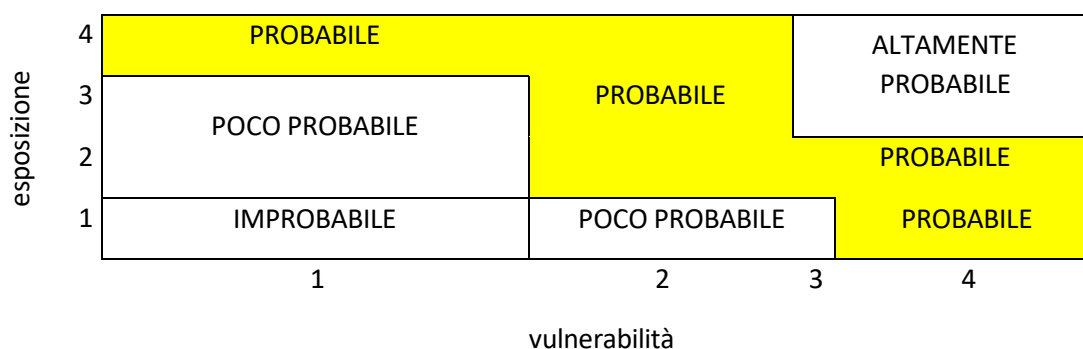 4
PROBABILE
ALTAMENTE
PROBABILE
esposizione
3
PROBABILE
POCO PROBABILE
2
PROBABILE
1
IMPROBABILE
POCO PROBABILE
PROBABILE
1
2
3
4
vulnerabilità